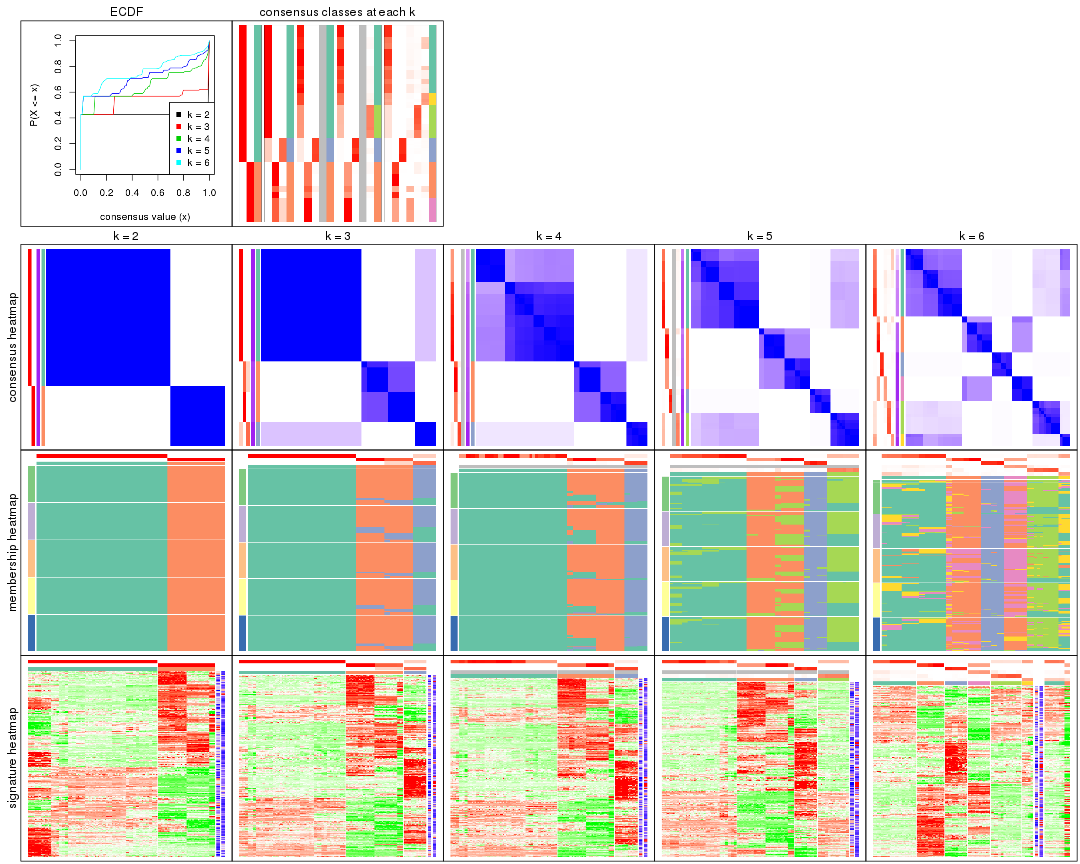 ECDF
consensus classes at each k
P(X <= x)
1.0
0.8
0.6
0.4
0.2
0.0
k = 2
k = 3
k = 4
k = 5
k = 6
0.0 0.2 0.4 0.6 0.8 1.0
consensus value (x)
k = 2
k = 3
k = 4
k = 5
k = 6
consensus heatmap
membership heatmap
signature heatmap